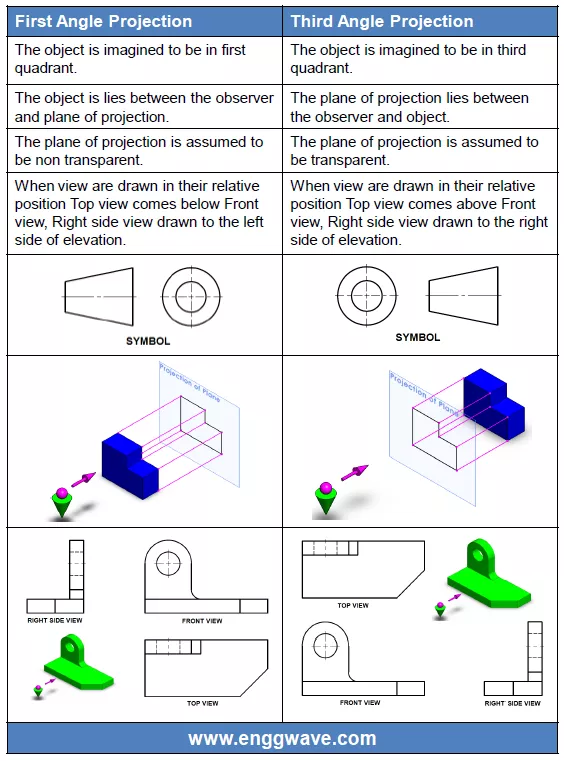 First Angle Projection
Third Angle Projection
The object is imagined to be in first
quadrant.
The object is imagined to be in third
quadrant.
The object is lies between the observer
and plane of projection.
The plane of projection lies between
the observer and object.
The plane of projection is assumed to
be non transparent.
The plane of projection is assumed to
be transparent.
When view are drawn in their relative
position Top view comes below Front
view, Right side view drawn to the left
side of elevation.
When view are drawn in their relative
position Top view comes above Front
view, Right side view drawn to the right
side of elevation.
SYMBOL
SYMBOL
Projection of Plane
Projection of Plane
RIGHT SIDE VIEW
FRONT VIEW
TOP VIEW
TOP VIEW
FRONT VIEW
RIGHT SIDE VIEW
www.enggwave.com